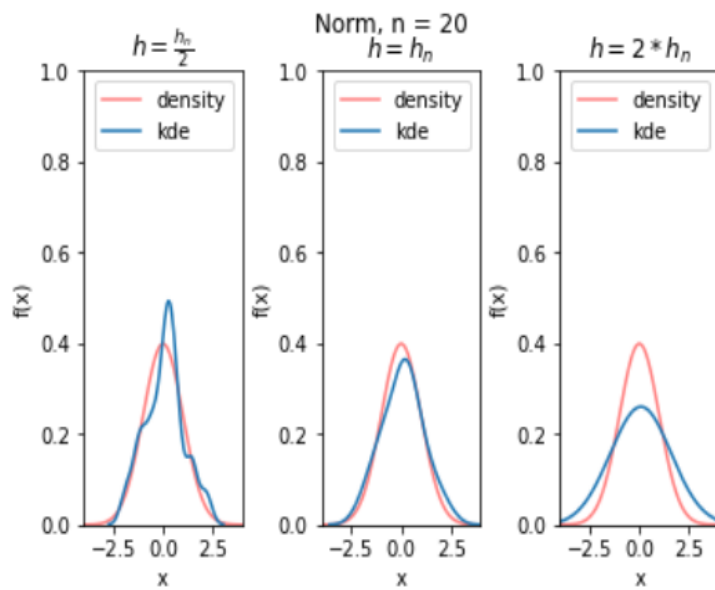 Norm, n = 20
h = h_n/2
h = h_n
h = 2 * h_n
1.0
0.8
0.6
0.4
0.2
0.0
f(x)
−2.5 0.0 2.5
x
density
kde
1.0
0.8
0.6
0.4
0.2
0.0
f(x)
−2.5 0.0 2.5
x
density
kde
1.0
0.8
0.6
0.4
0.2
0.0
f(x)
−2.5 0.0 2.5
x
density
kde